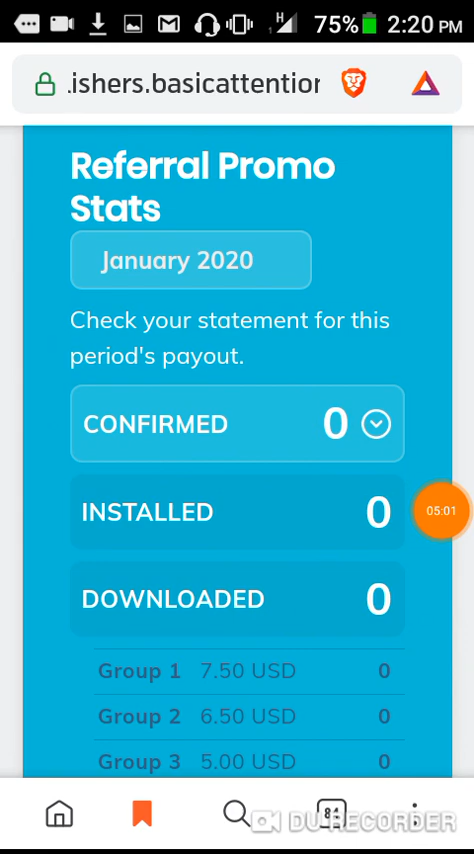 H 75% 2:20 PM
.ishers.basicattention
Referral Promo
Stats
January 2020
Check your statement for this
period's payout.
CONFIRMED 0
INSTALLED 0
05:01
DOWNLOADED 0
Group 1 7.50 USD 0
Group 2 6.50 USD 0
Group 3 5.00 USD 0
DU RECORDER